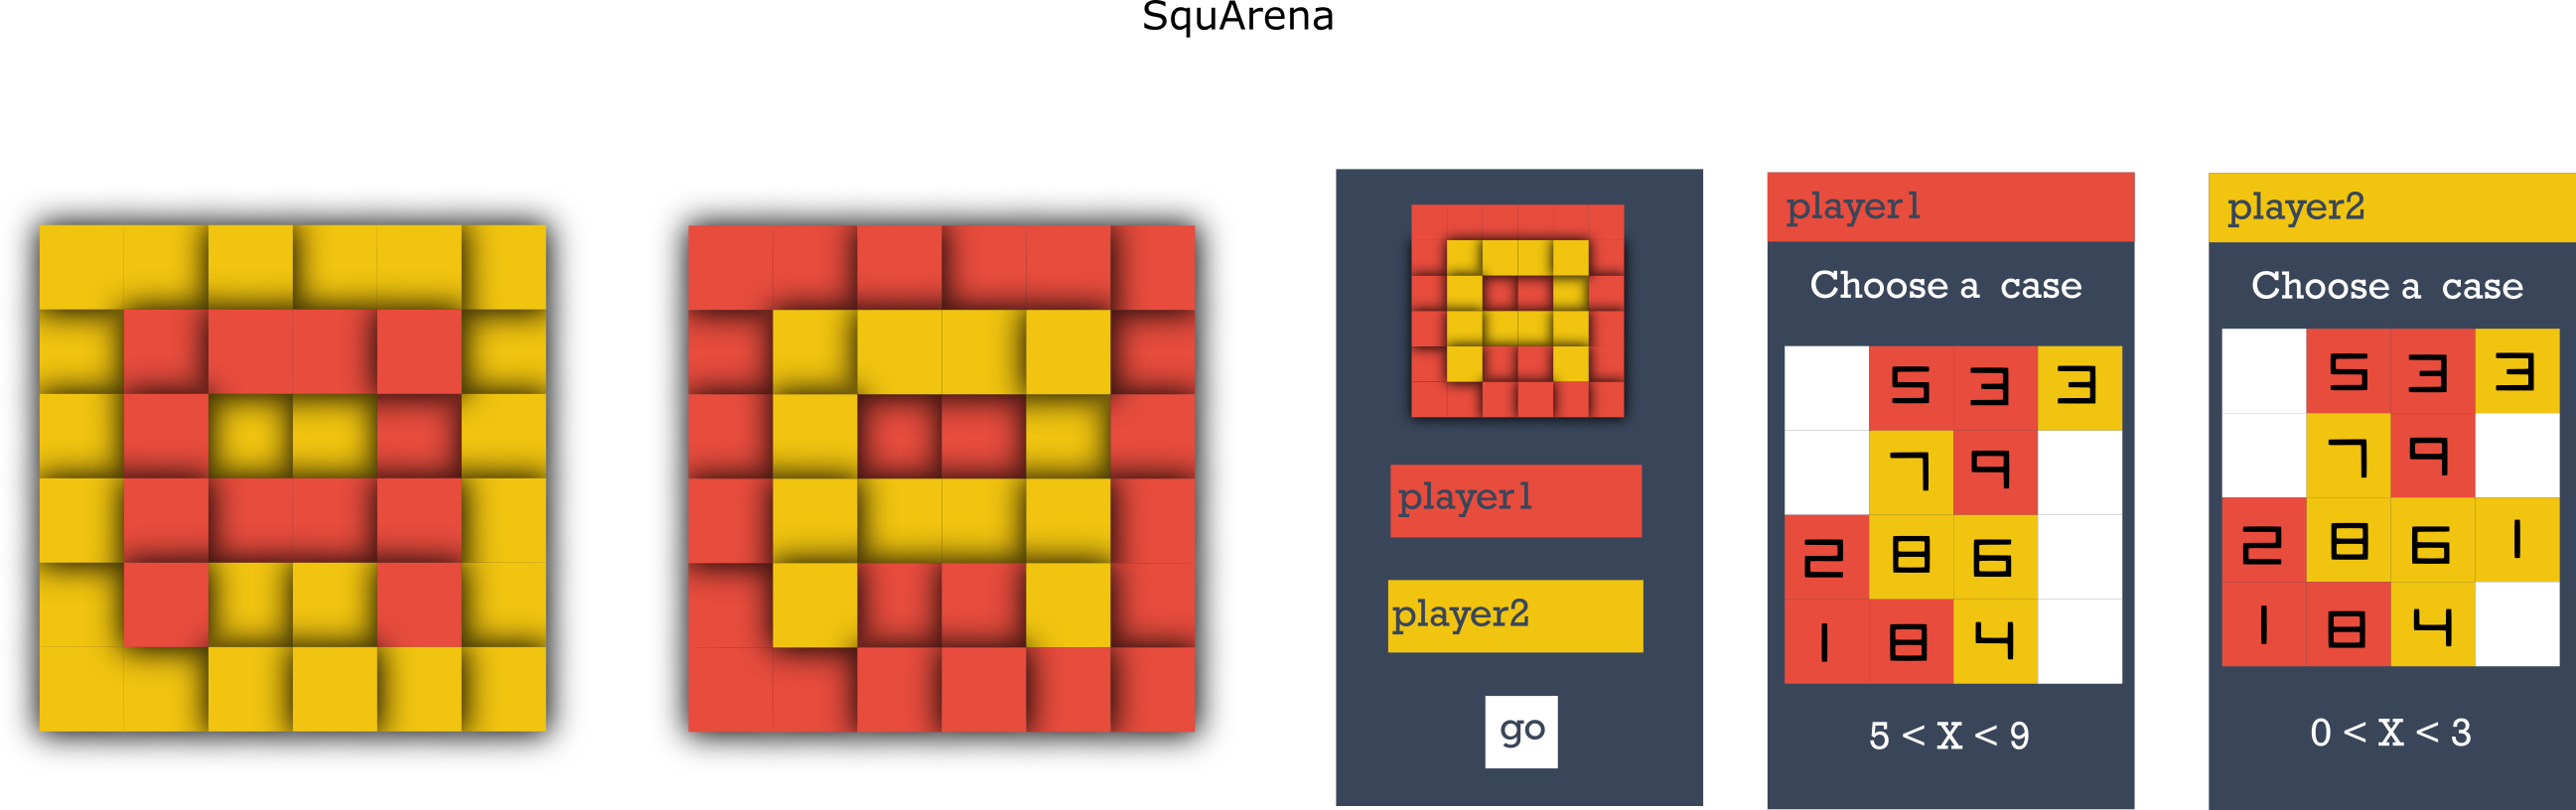 SquArena
player1
player2
go
player1
Choose a case
5 3 3
7 9
2 8 6
1 8 4
5 < X < 9
player2
Choose a case
5 3 3
7 9
2 8 6 1
1 8 4
0 < X < 3